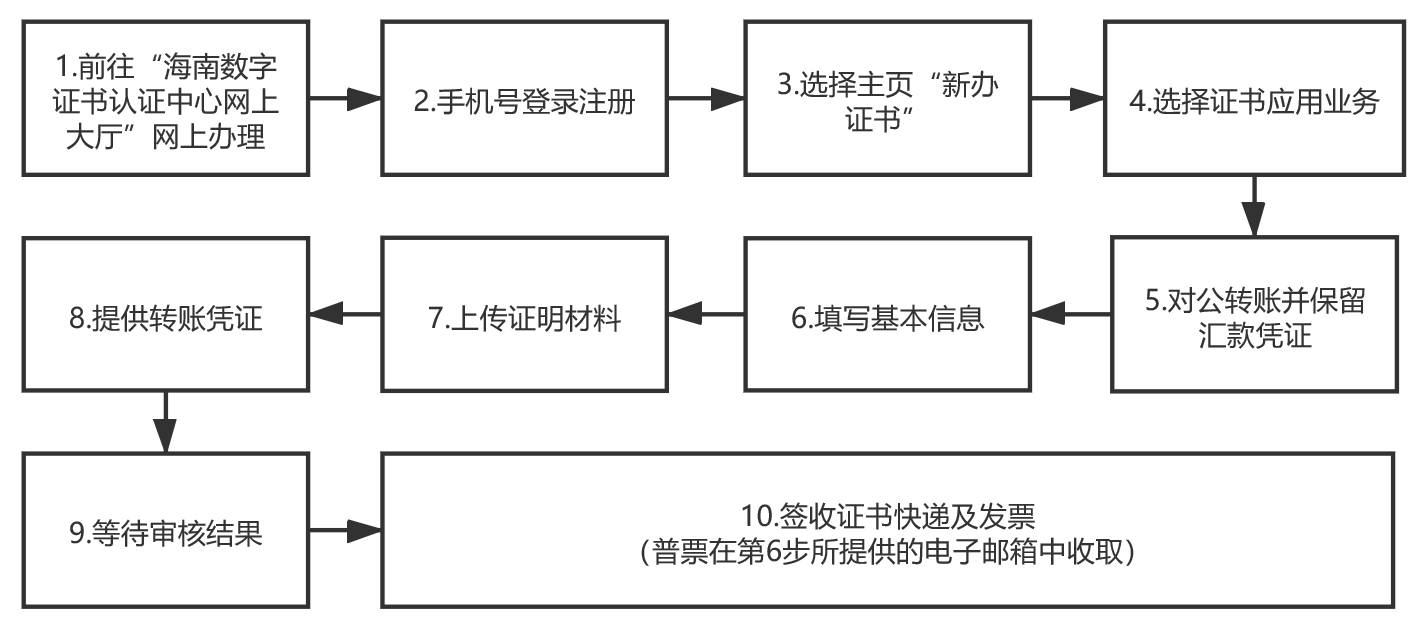 1.前往“海南数字
证书认证中心网上
大厅”网上办理
2.手机号登录注册
3.选择主页“新办
证书”
4.选择证书应用业务
5.对公转账并保留
汇款凭证
6.填写基本信息
7.上传证明材料
8.提供转账凭证
9.等待审核结果
10.签收证书快递及发票
（普票在第6步所提供的电子邮箱中收取）